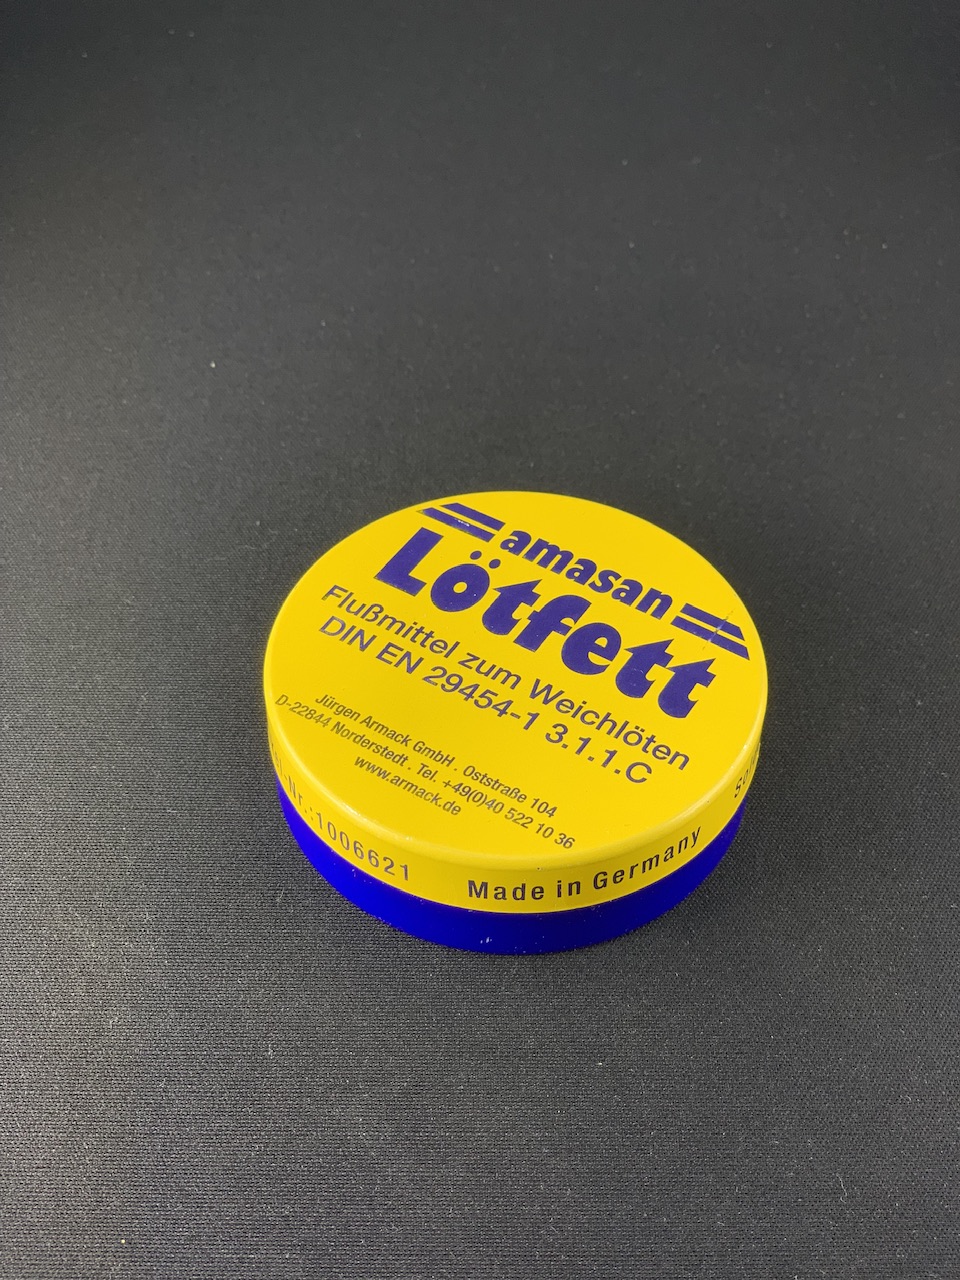 amasan
Lötfett
Flußmittel zum Weichlöten
DIN EN 29454-1 3.1.1.C
Jürgen Armack GmbH . Oststraße 104
D-22844 Norderstedt . Tel. +49(0)40 522 10 36
www.armack.de
1006621 Made in Germany